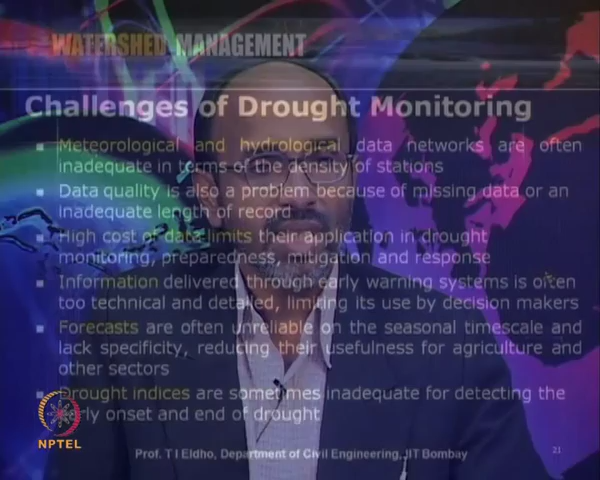 WATERSHED MANAGEMENT
Challenges of Drought Monitoring
Meteorological and hydrological data networks are often
inadequate in terms of the density of stations
Data quality is also a problem because of missing data or an
inadequate length of record
High cost of data limits their application in drought
monitoring, preparedness, mitigation and response
Information delivered through early warning systems is often
too technical and detailed, limiting its use by decision makers
Forecasts are often unreliable on the seasonal timescale and
lack specificity, reducing their usefulness for agriculture and
other sectors
Drought indices are sometimes inadequate for detecting the
early onset and end of drought
NPTEL
Prof. T I Eldho, Department of Civil Engineering, IIT Bombay
21